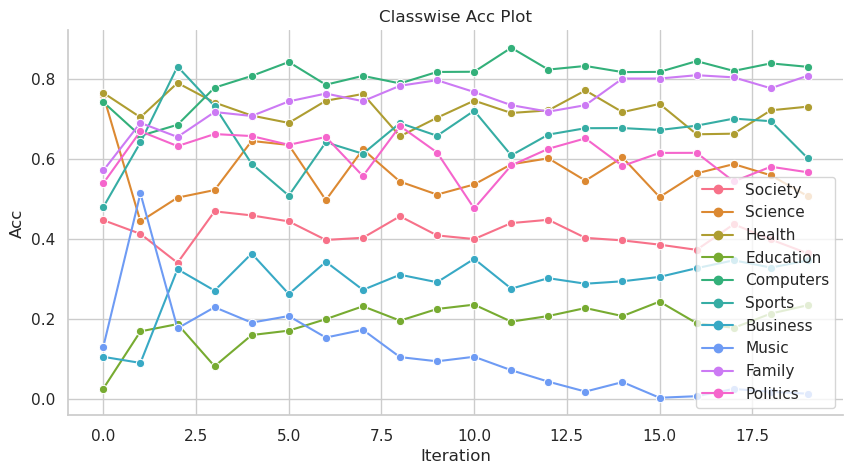 Classwise Acc Plot
Acc
0.8
0.6
0.4
0.2
0.0
Society
Science
Health
Education
Computers
Sports
Business
Music
Family
Politics
0.0 2.5 5.0 7.5 10.0 12.5 15.0 17.5
Iteration